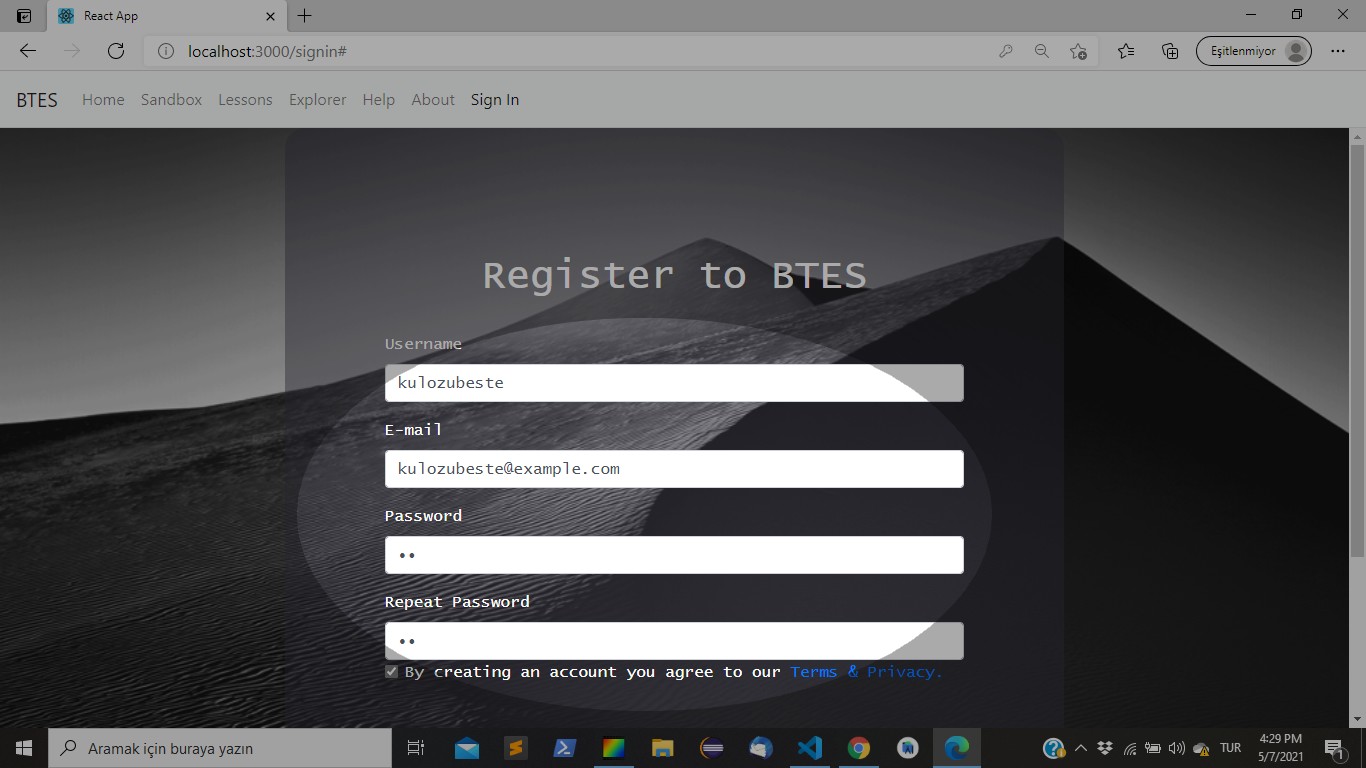 React App
localhost:3000/signin#
Eşitlenmiyor
BTES Home Sandbox Lessons Explorer Help About Sign In
Register to BTES
Username
kulozubeste
E-mail
kulozubeste@example.com
Password
••
Repeat Password
••
By creating an account you agree to our Terms & Privacy.
Aramak için buraya yazın
TUR
4:29 PM
5/7/2021
1